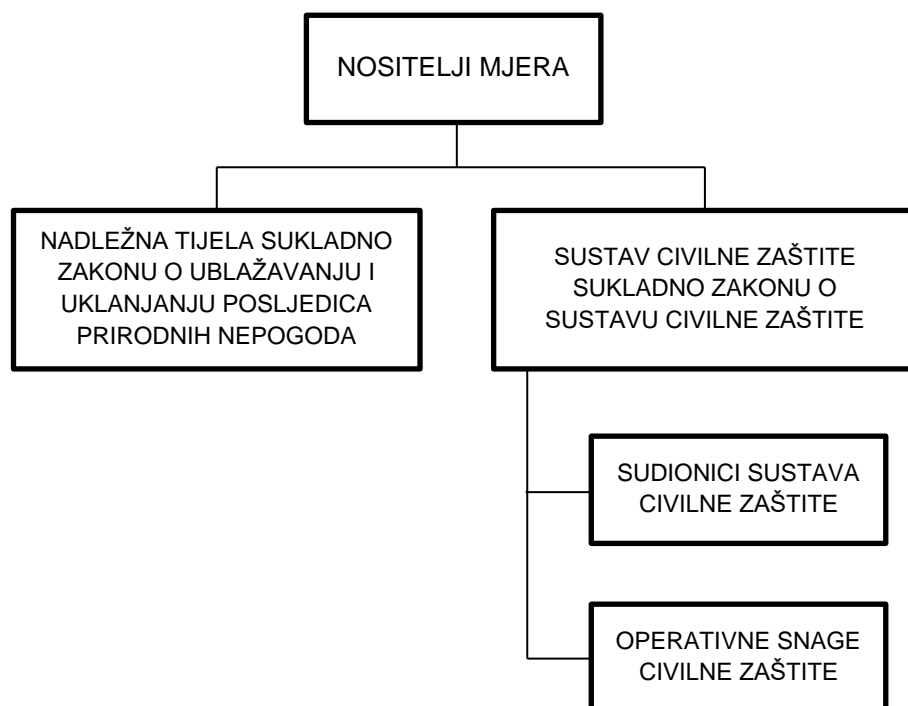 NOSITELJI MJERA
NADLEŽNA TIJELA SUKLADNO
ZAKONU O UBLAŽAVANJU I
UKLANJANJU POSLJEDICA
PRIRODNIH NEPOGODA
SUSTAV CIVILNE ZAŠTITE
SUKLADNO ZAKONU O
SUSTAVU CIVILNE ZAŠTITE
SUDIONICI SUSTAVA
CIVILNE ZAŠTITE
OPERATIVNE SNAGE
CIVILNE ZAŠTITE